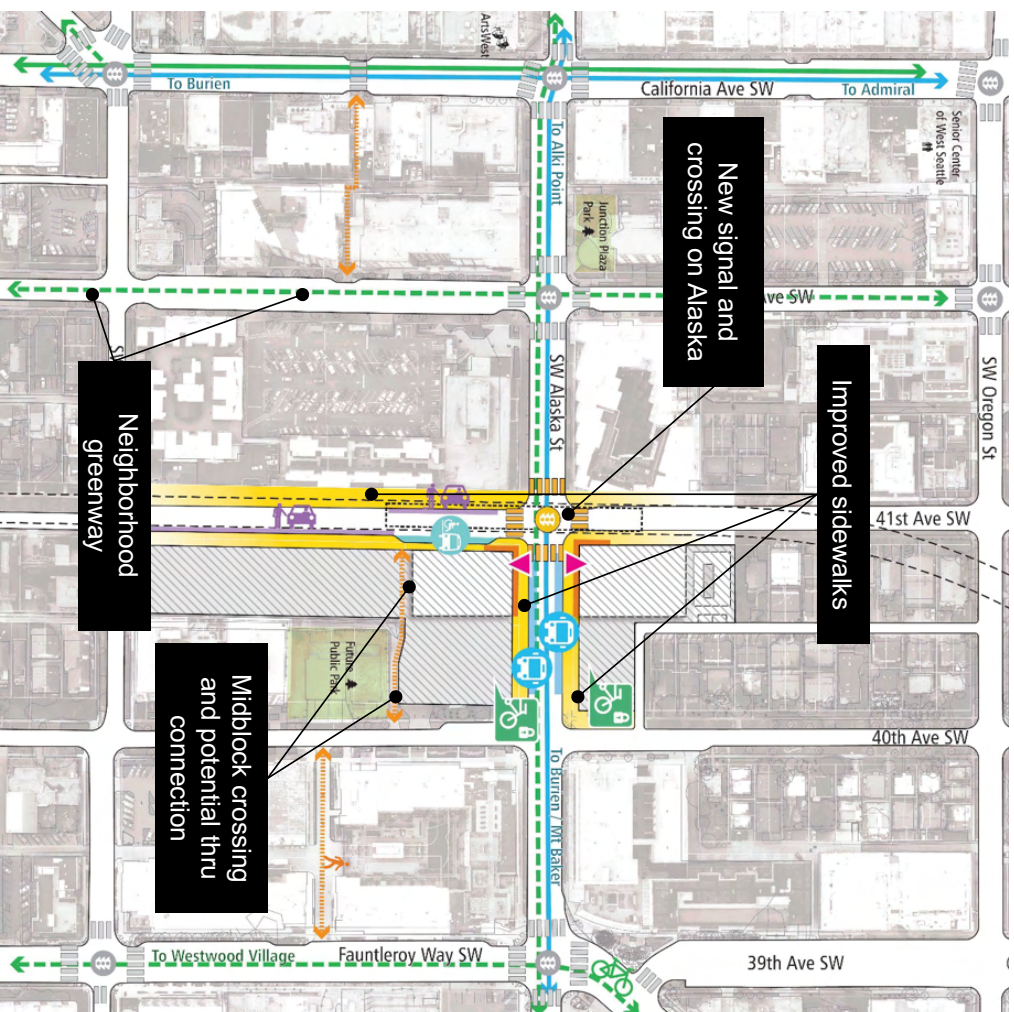 ArtsWest
To Burien
California Ave SW
To Admiral
Senior Center
of West Seattle
To Alki Point
Junction Plaza
Park
New signal and
crossing on Alaska
Ave SW
SW Oregon St
SW Alaska St
Improved sidewalks
Neighborhood
greenway
41st Ave SW
Future
Public Park
Midblock crossing
and potential thru
connection
40th Ave SW
To Burien / Mt Baker
To Westwood Village
Fauntleroy Way SW
39th Ave SW